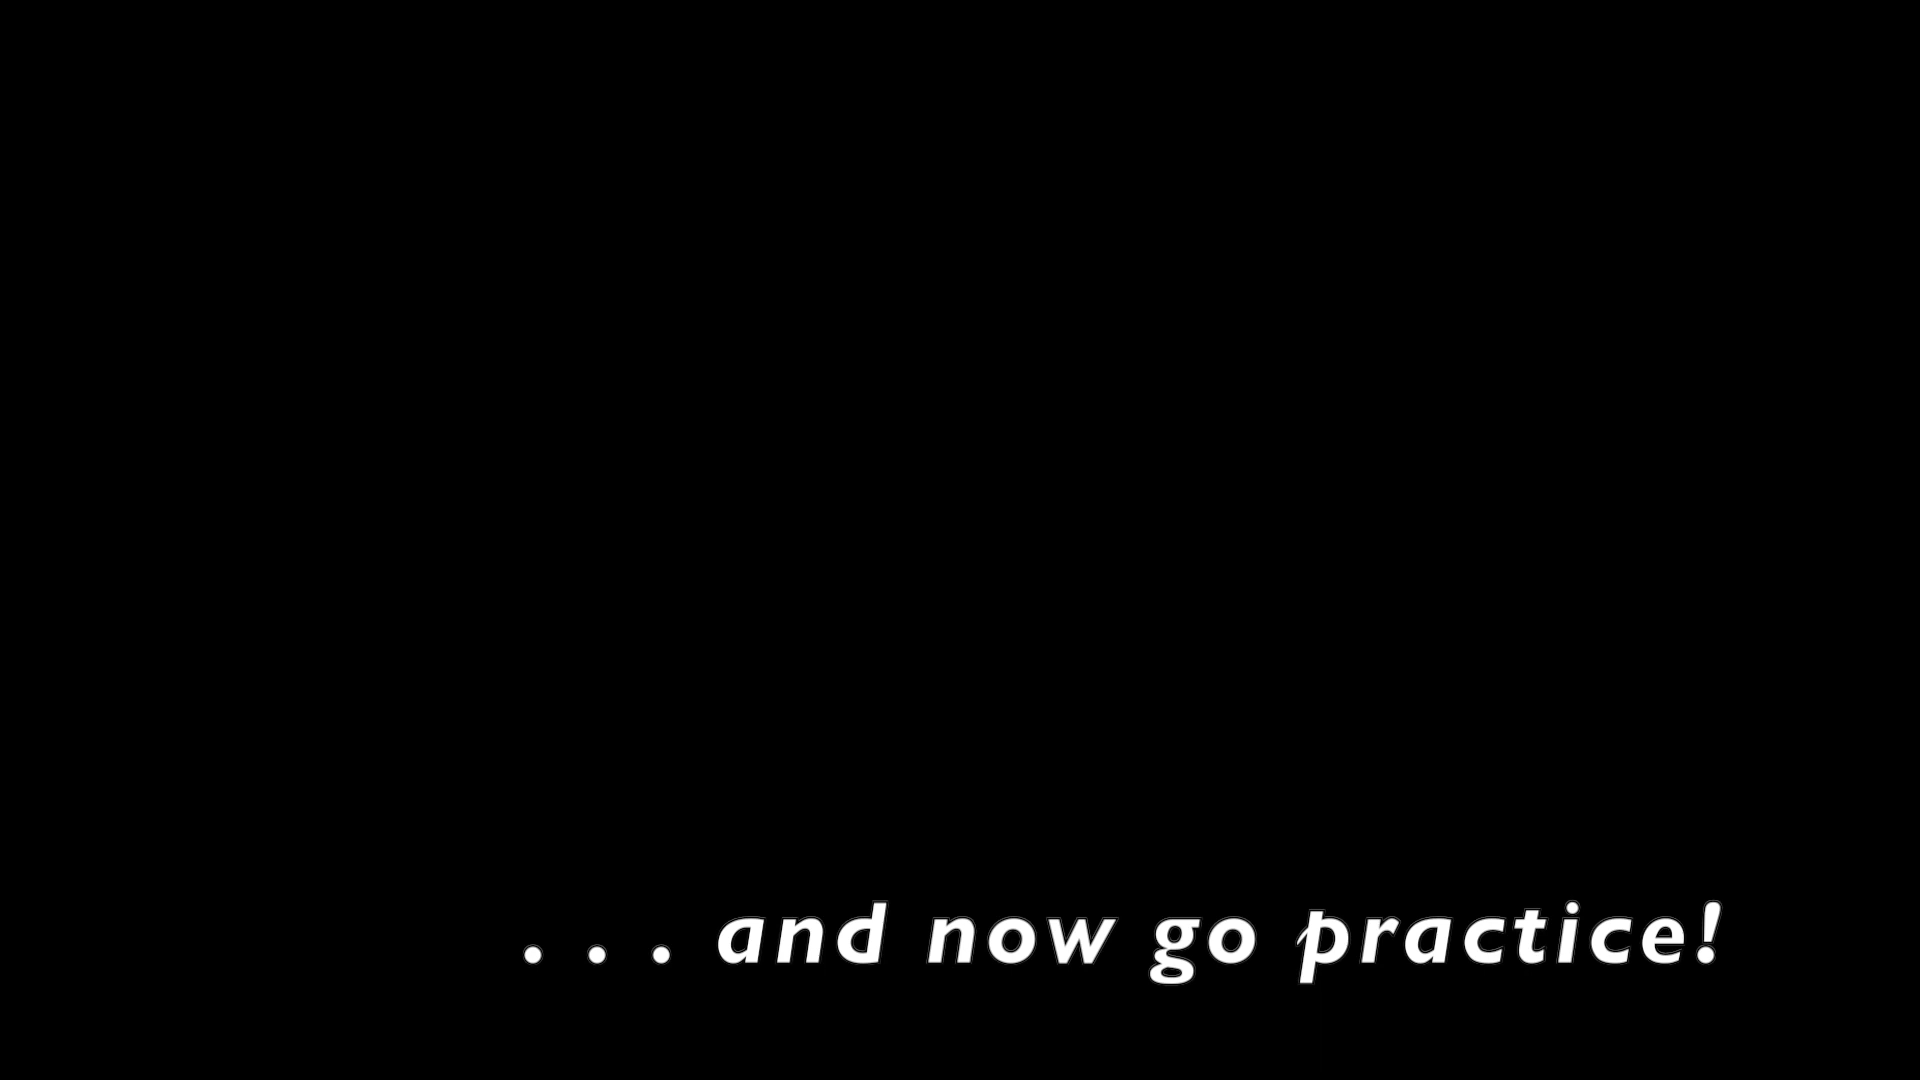 . . . and now go practice!